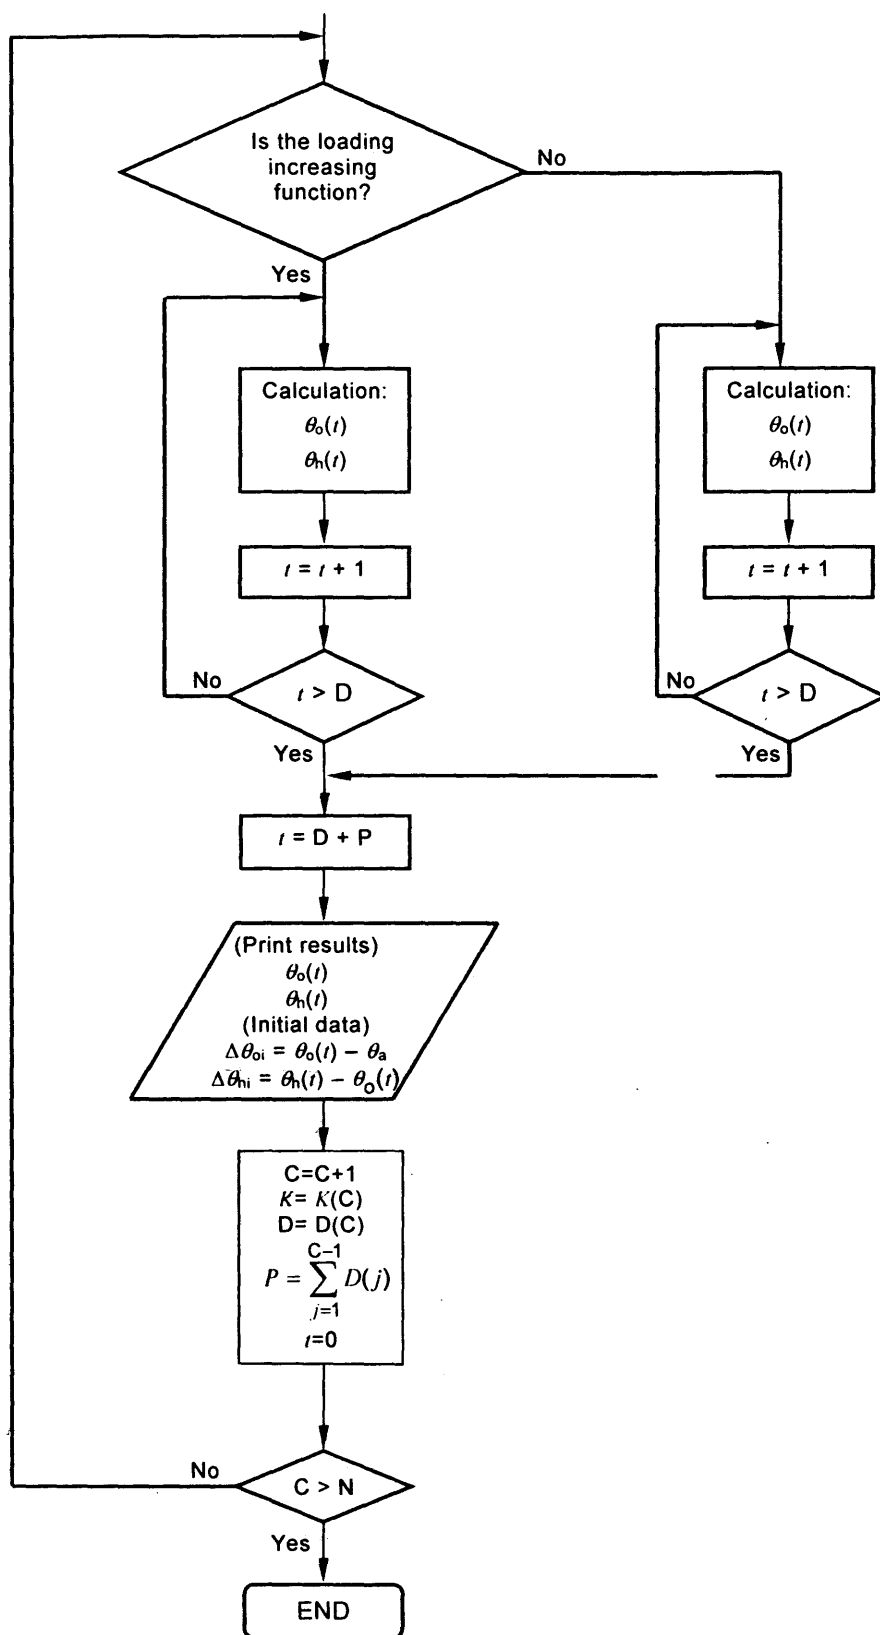 Is the loading
increasing
function?
No
Yes
Calculation:
θo(t)
θh(t)
Calculation:
θo(t)
θh(t)
t = t + 1
t = t + 1
No
t > D
No
t > D
Yes
Yes
t = D + P
(Print results)
θo(t)
θh(t)
(Initial data)
Δθoi = θo(t) − θa
Δθhi = θh(t) − θo(t)
C=C+1
K= K(C)
D= D(C)
C−1
P = ∑ D(j)
j=1
t=0
No
C > N
Yes
END